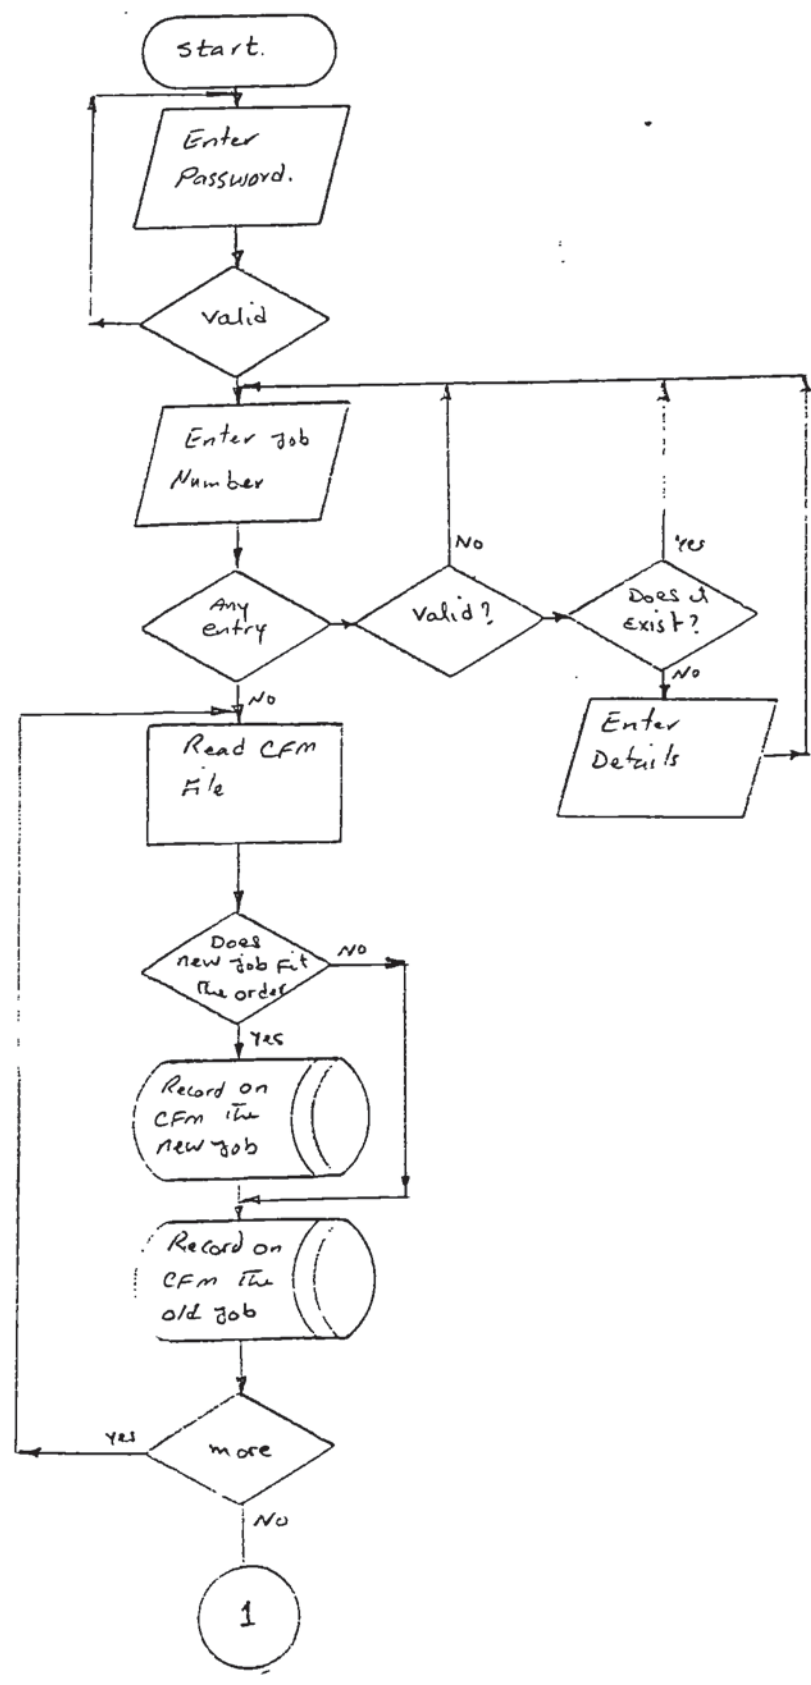 Start.
Enter
Password.
Valid
Enter Job
Number
Any
entry
Valid?
No
Does it
Exist?
Yes
No
Enter
Details
No
Read CFM
File
Does
new job fit
the order
No
Yes
Record on
CFM the
new job
Record on
CFM the
old job
more
Yes
No
1